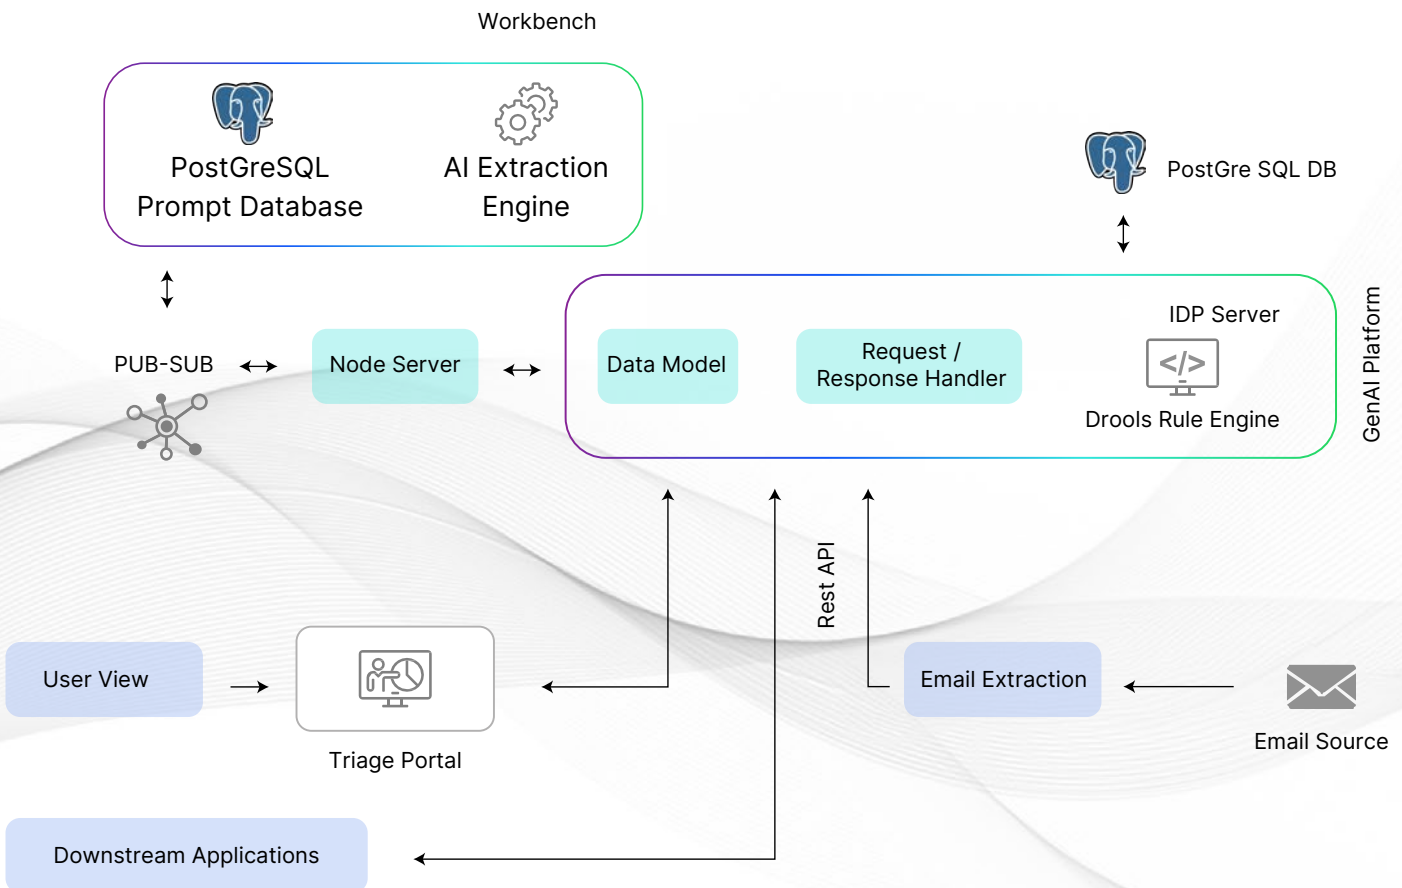 Workbench
PostGreSQL
Prompt Database
AI Extraction
Engine
PostGre SQL DB
PUB-SUB
Node Server
Data Model
Request /
Response Handler
IDP Server
</>
Drools Rule Engine
GenAI Platform
Rest API
User View
Triage Portal
Email Extraction
Email Source
Downstream Applications